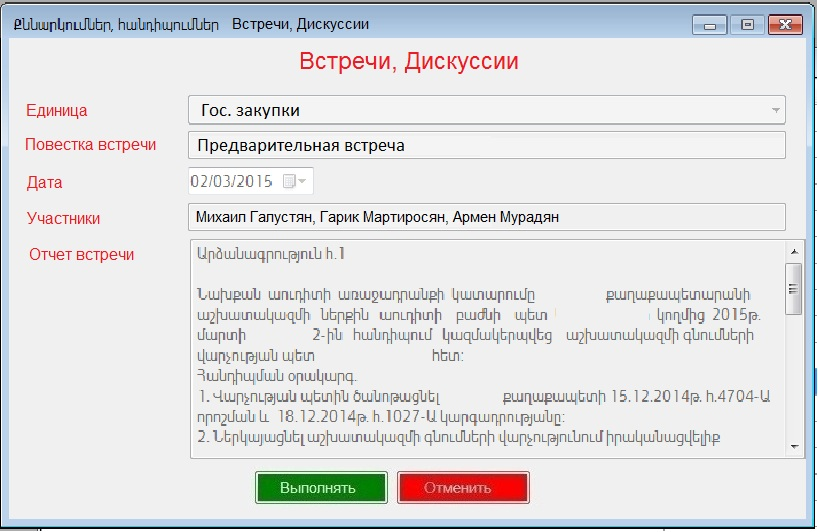 Քննարկումներ, հանդիպումներ Встречи, Дискуссии
Встречи, Дискуссии
Единица Гос. закупки
Повестка встречи Предварительная встреча
Дата 02/03/2015
Участники Михаил Галустян, Гарик Мартиросян, Армен Мурадян
Отчет встречи Արձանագրություն հ.1
Նախքան աուդիտի առաջադրանքի կատարումը քաղաքապետարանի
աշխատակազմի ներքին աուդիտի բաժնի պետ կողմից 2015թ.
մարտի 2-ին հանդիպում կազմակերպվեց աշխատակազմի գնումների
վարչության պետ հետ:
Հանդիպման օրակարգ.
1. Վարչության պետին ծանոթացնել քաղաքապետի 15.12.2014թ. հ.4704-Ա
որոշման և 18.12.2014թ. հ.1027-Ա կարգադրությանը:
2. Ներկայացնել աշխատակազմի գնումների վարչությունում իրականացվելիք
Выполнять Отменить